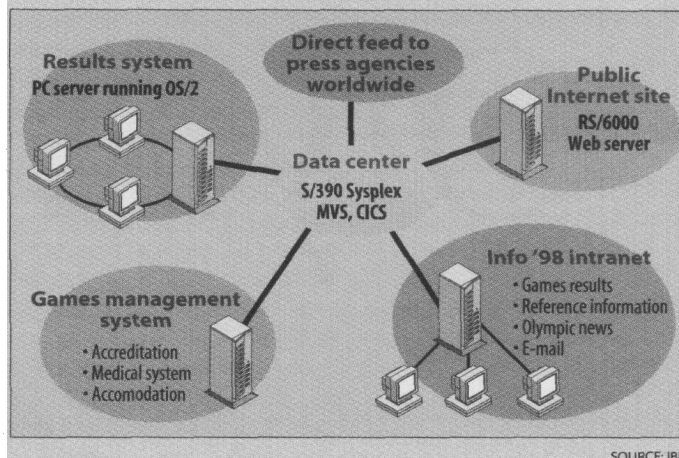 Results system
PC server running OS/2
Direct feed to
press agencies
worldwide
Public
Internet site
RS/6000
Web server
Data center
S/390 Sysplex
MVS, CICS
Games management
system
• Accreditation
• Medical system
• Accomodation
Info '98 intranet
• Games results
• Reference information
• Olympic news
• E-mail
SOURCE: